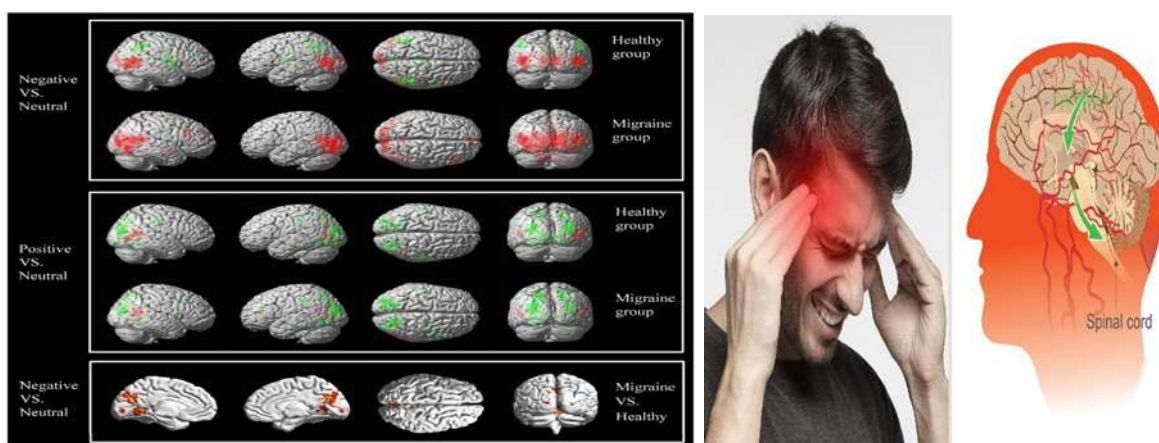 Negative
VS.
Neutral
Healthy
group
Migraine
group
Positive
VS.
Neutral
Healthy
group
Migraine
group
Negative
VS.
Neutral
Migraine
VS.
Healthy
Spinal cord